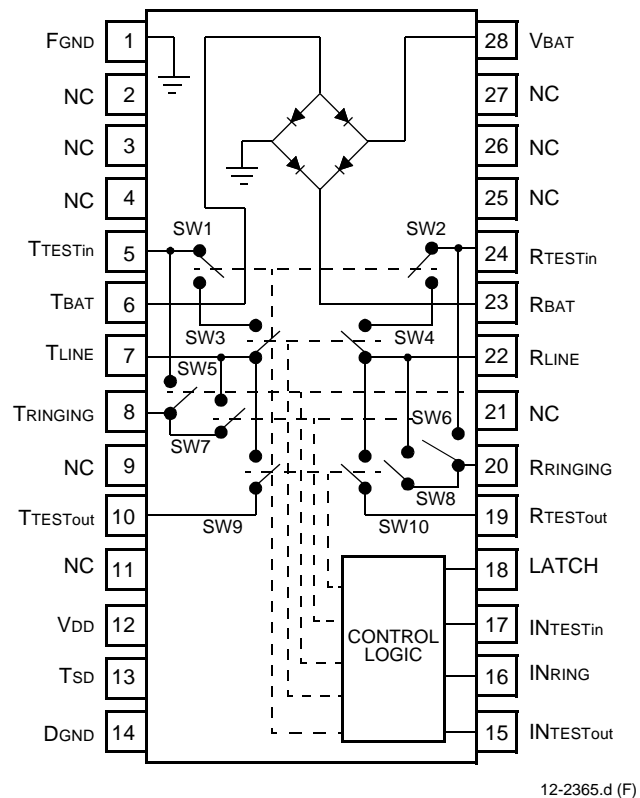 FGND 1
28 VBAT
NC 2
27 NC
NC 3
26 NC
NC 4
25 NC
SW1
SW2
TTESTin 5
24 RTESTin
TBAT 6
23 RBAT
SW3
SW4
TLINE 7
22 RLINE
SW5
TRINGING 8
SW6
21 NC
SW7
NC 9
20 RRINGING
SW8
TTESTout 10
SW9
SW10
19 RTESTout
NC 11
18 LATCH
VDD 12
17 INTESTin
CONTROL
LOGIC
TSD 13
16 INRING
DGND 14
15 INTESTout
12-2365.d (F)